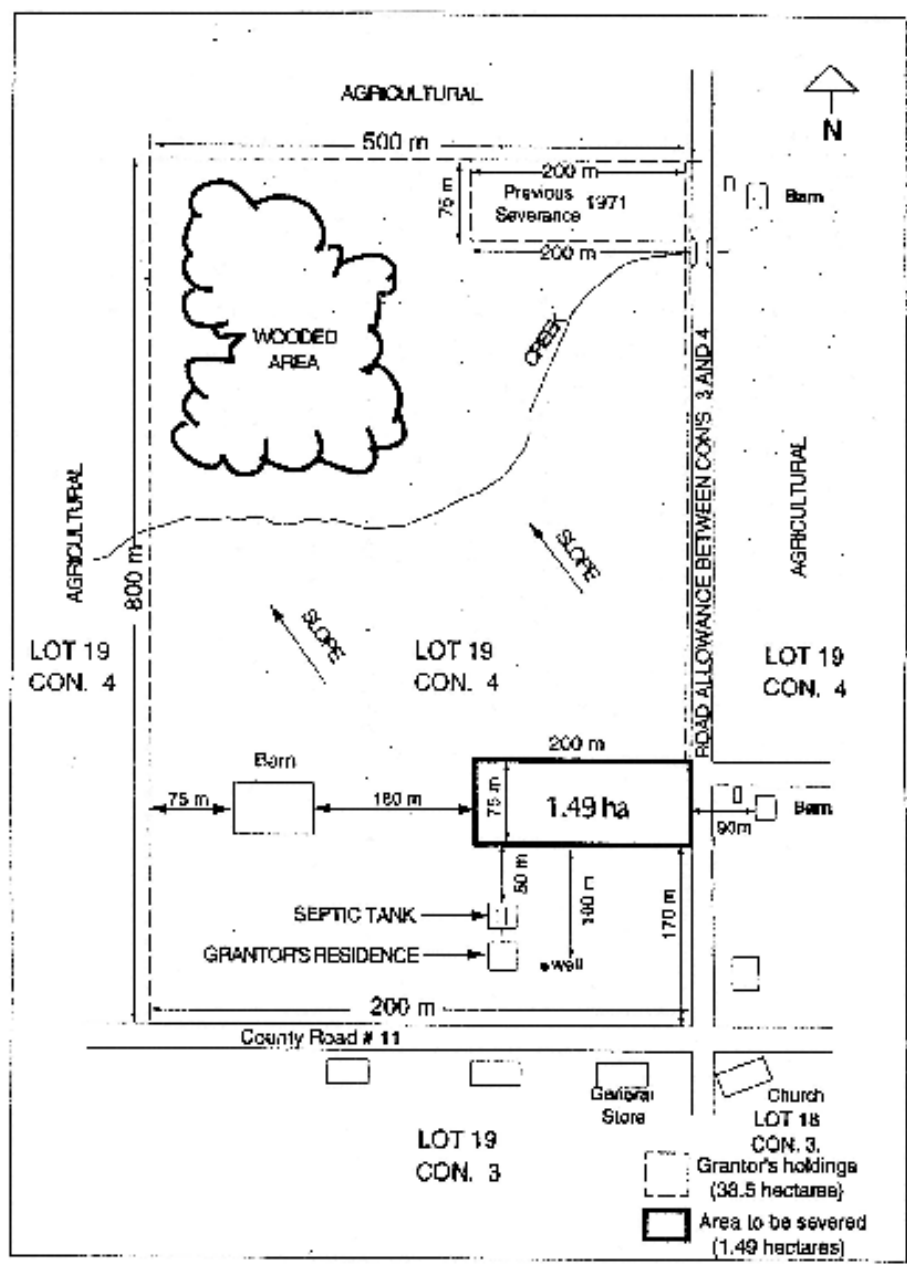 AGRICULTURAL
500 m
N
200 m
Previous
Severance 1971
75 m
Barn
200 m
WOODED
AREA
CREEK
ROAD ALLOWANCE BETWEEN CON'S. 3 AND 4
AGRICULTURAL
AGRICULTURAL
800 m
SLOPE
SLOPE
LOT 19
CON. 4
LOT 19
CON. 4
LOT 19
CON. 4
200 m
Barn
75 m
180 m
75 m
1.49 ha
Barn
90m
50 m
170 m
SEPTIC TANK
GRANTOR'S RESIDENCE
well
200 m
County Road # 11
General
Store
Church
LOT 19
CON. 3
LOT 18
CON. 3.
Grantor's holdings
(38.5 hectares)
Area to be severed
(1.49 hectares)